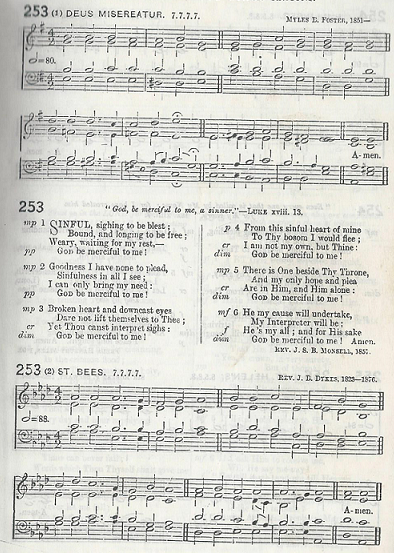 253 (1) DEUS MISEREATUR. 7.7.7.7. MYLES B. FOSTER, 1851—
=80.
A-men.
253 "God, be merciful to me, a sinner."—LUKE xviii. 13.
mp 1 SINFUL, sighing to be blest;
Bound, and longing to be free;
Weary, waiting for my rest,—
pp GOD be merciful to me!
mp 2 Goodness I have none to plead,
Sinfulness in all I see;
I can only bring my need:
pp GOD be merciful to me!
mp 3 Broken heart and downcast eyes
Dare not lift themselves to Thee;
cr Yet Thou canst interpret sighs:
dim GOD be merciful to me!
p 4 From this sinful heart of mine
To Thy bosom I would flee;
cr I am not my own, but Thine:
dim GOD be merciful to me!
mp 5 There is One beside Thy Throne,
And my only hope and plea
cr Are in Him, and Him alone:
dim GOD be merciful to me!
mf 6 He my cause will undertake,
My Interpreter will be;
f He's my all; and for His sake
dim GOD be merciful to me! Amen.
REV. J. S. B. MONSELL, 1857.
253 (2) ST. BEES. 7.7.7.7. REV. J. B. DYKES, 1823–1876.
=88.
A-men.